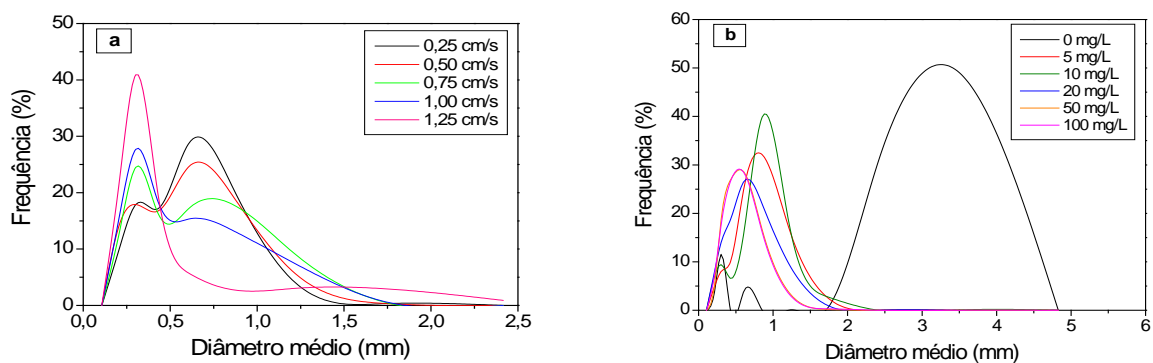 a
0,25 cm/s
0,50 cm/s
0,75 cm/s
1,00 cm/s
1,25 cm/s
50
40
30
20
10
0
Frequência (%)
0,0 0,5 1,0 1,5 2,0 2,5
Diâmetro médio (mm)
b
0 mg/L
5 mg/L
10 mg/L
20 mg/L
50 mg/L
100 mg/L
60
50
40
30
20
10
0
Frequência (%)
0 1 2 3 4 5 6
Diâmetro médio (mm)